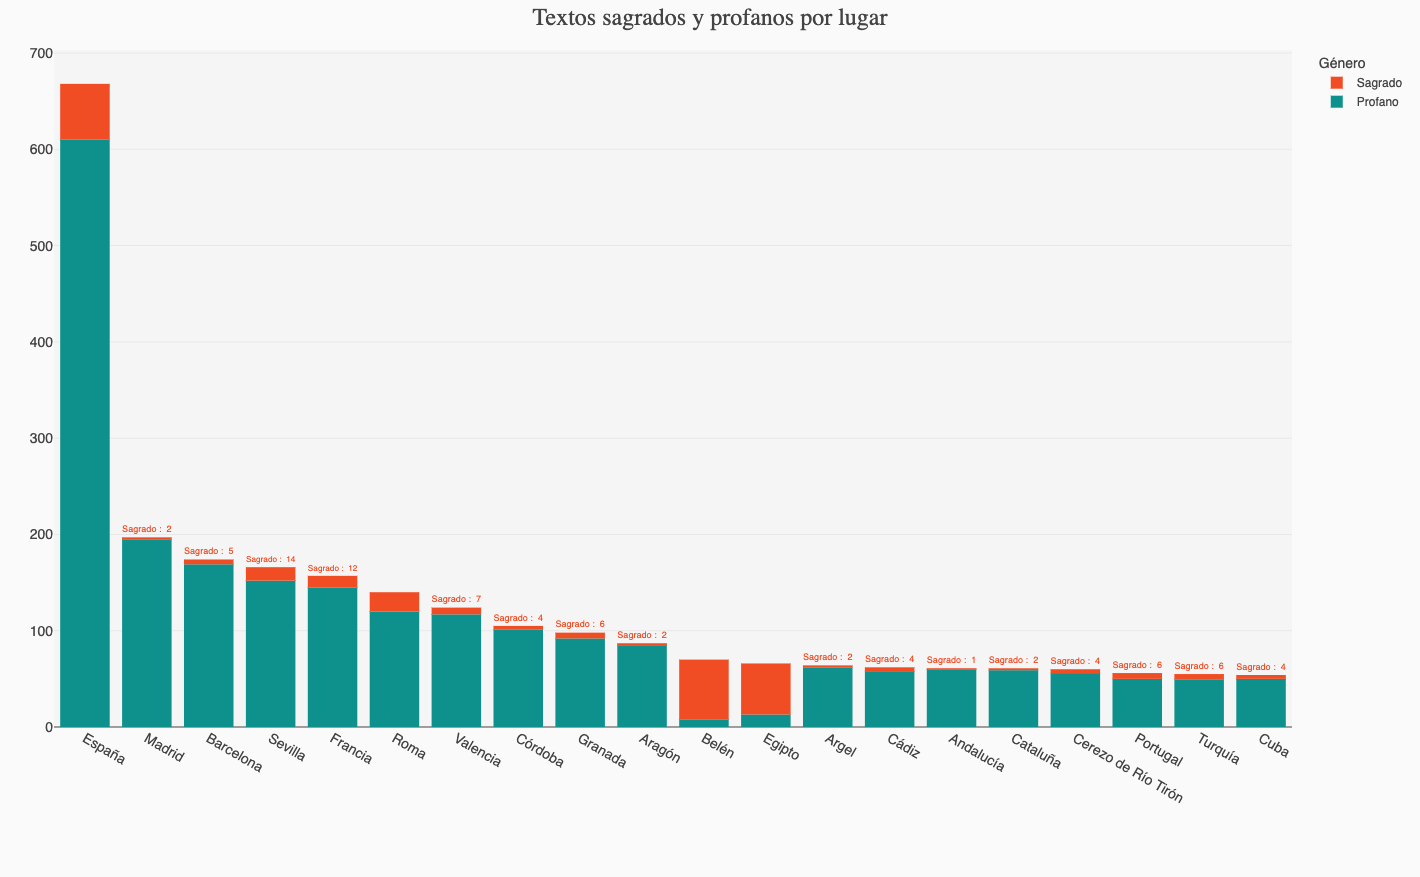 Textos sagrados y profanos por lugar
Género
Sagrado
Profano
700
600
500
400
300
200
100
0
Sagrado : 2
Sagrado : 5
Sagrado : 14
Sagrado : 12
Sagrado : 7
Sagrado : 4
Sagrado : 6
Sagrado : 2
Sagrado : 2
Sagrado : 4
Sagrado : 1
Sagrado : 2
Sagrado : 4
Sagrado : 6
Sagrado : 6
Sagrado : 4
España
Madrid
Barcelona
Sevilla
Francia
Roma
Valencia
Córdoba
Granada
Aragón
Belén
Egipto
Argel
Cádiz
Andalucía
Cataluña
Cerezo de Río Tirón
Portugal
Turquía
Cuba